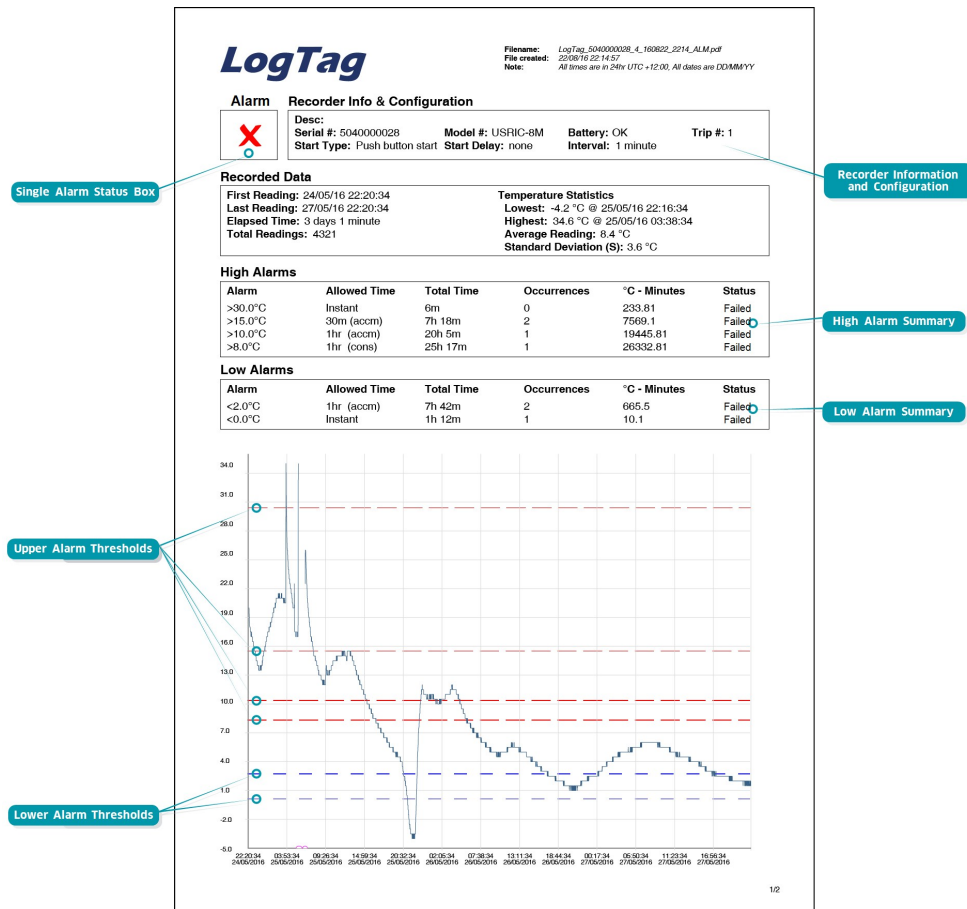 LogTag
Filename: LogTag_5040000028_4_160822_2214_ALM.pdf
File created: 22/08/16 22:14:57
Note: All times are in 24hr UTC +12:00, All dates are DD/MM/YY
Alarm
Recorder Info & Configuration
Desc:
Serial #: 5040000028 Model #: USRIC-8M Battery: OK Trip #: 1
Start Type: Push button start Start Delay: none Interval: 1 minute
Single Alarm Status Box
Recorder Information
and Configuration
Recorded Data
First Reading: 24/05/16 22:20:34
Last Reading: 27/05/16 22:20:34
Elapsed Time: 3 days 1 minute
Total Readings: 4321
Temperature Statistics
Lowest: -4.2 °C @ 25/05/16 22:16:34
Highest: 34.6 °C @ 25/05/16 03:38:34
Average Reading: 8.4 °C
Standard Deviation (S): 3.6 °C
High Alarms
Alarm Allowed Time Total Time Occurrences °C - Minutes Status
>30.0°C Instant 6m 0 233.81 Failed
>15.0°C 30m (accm) 7h 18m 2 7569.1 Failed
>10.0°C 1hr (accm) 20h 5m 1 19445.81 Failed
>8.0°C 1hr (cons) 25h 17m 1 26332.81 Failed
High Alarm Summary
Low Alarms
Alarm Allowed Time Total Time Occurrences °C - Minutes Status
<2.0°C 1hr (accm) 7h 42m 2 665.5 Failed
<0.0°C Instant 1h 12m 1 10.1 Failed
Low Alarm Summary
34.0
31.0
28.0
25.0
22.0
19.0
16.0
13.0
10.0
7.0
4.0
1.0
-2.0
-5.0
Upper Alarm Thresholds
Lower Alarm Thresholds
22:20:34 03:53:34 09:26:34 14:59:34 20:32:34 02:05:34 07:38:34 13:11:34 18:44:34 00:17:34 05:50:34 11:23:34 16:56:34
24/05/2016 25/05/2016 25/05/2016 25/05/2016 25/05/2016 26/05/2016 26/05/2016 26/05/2016 26/05/2016 27/05/2016 27/05/2016 27/05/2016 27/05/2016
1/2